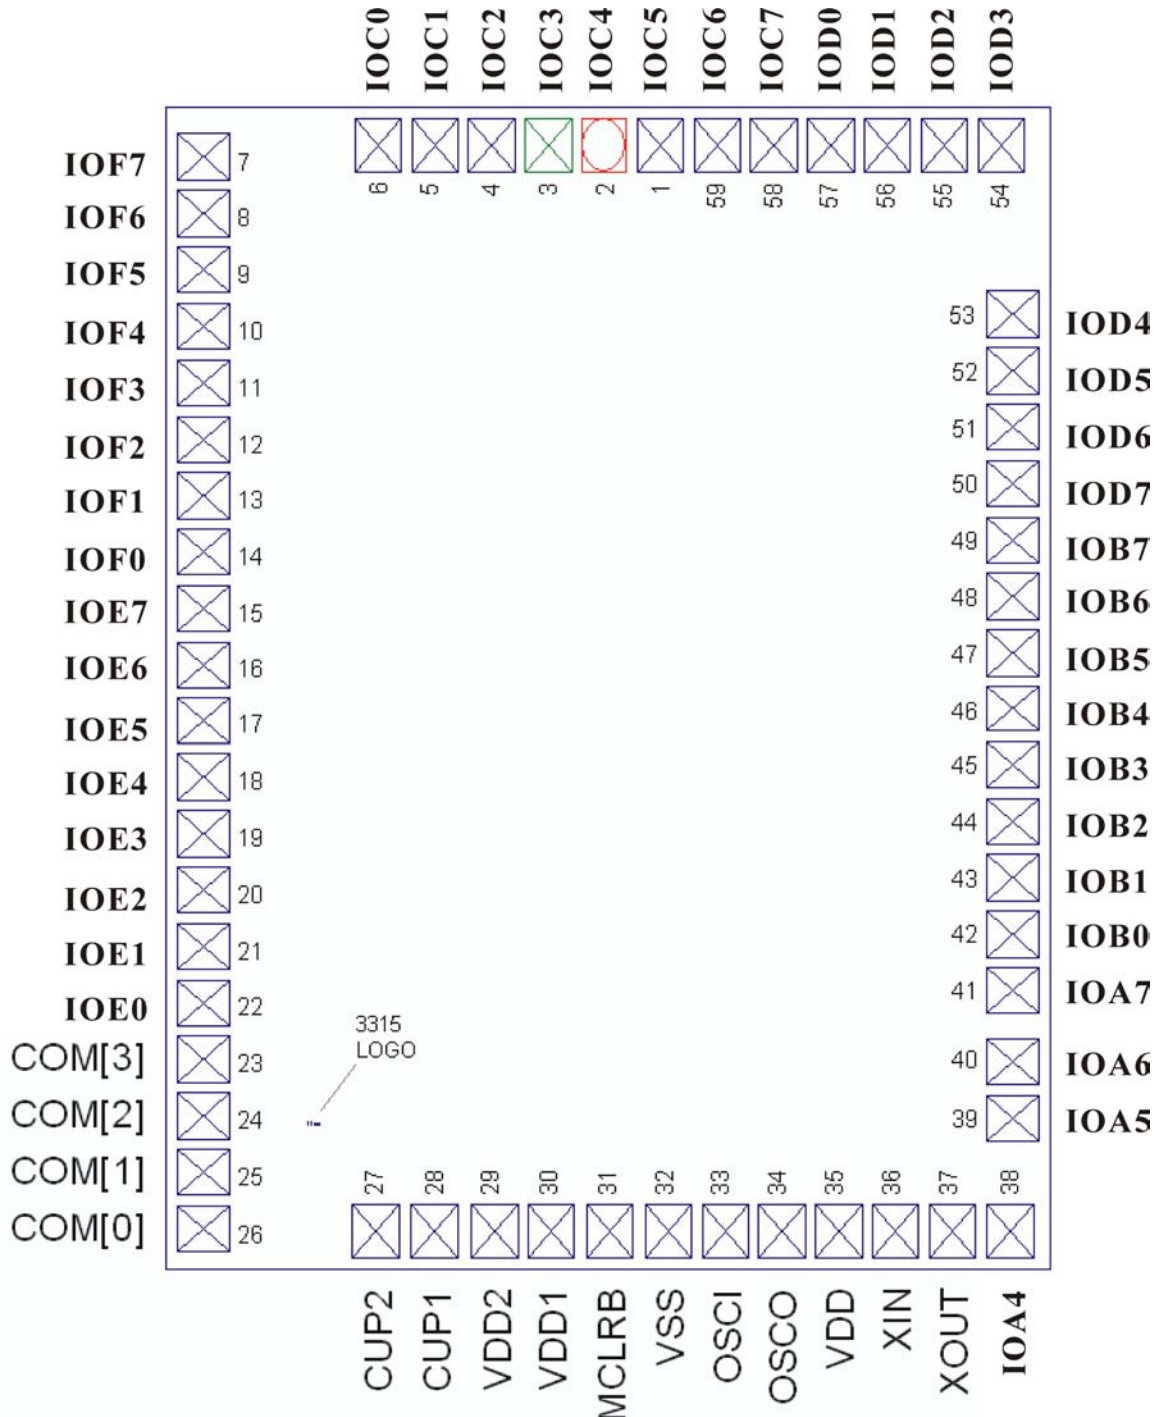 IOC0 IOC1 IOC2 IOC3 IOC4 IOC5 IOC6 IOC7 IOD0 IOD1 IOD2 IOD3
6 5 4 3 2 1 59 58 57 56 55 54
IOF7 7
IOF6 8
IOF5 9
53 IOD4
IOF4 10
52 IOD5
IOF3 11
51 IOD6
IOF2 12
50 IOD7
IOF1 13
49 IOB7
IOF0 14
48 IOB6
IOE7 15
47 IOB5
IOE6 16
46 IOB4
IOE5 17
45 IOB3
IOE4 18
44 IOB2
IOE3 19
43 IOB1
IOE2 20
42 IOB0
IOE1 21
41 IOA7
IOE0 22
3315
LOGO
COM[3] 23
40 IOA6
COM[2] 24
39 IOA5
COM[1] 25
27 28 29 30 31 32 33 34 35 36 37 38
COM[0] 26
CUP2 CUP1 VDD2 VDD1 MCLRB VSS OSCI OSCO VDD XIN XOUT IOA4